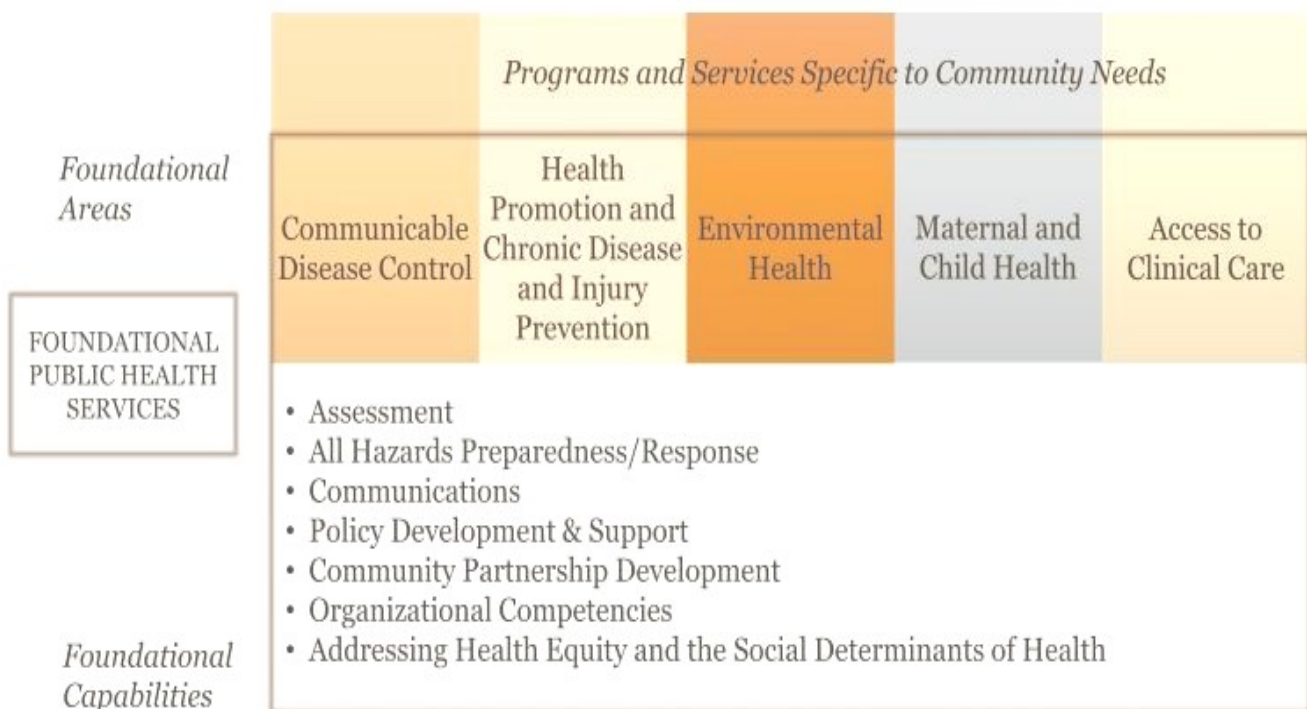 Programs and Services Specific to Community Needs
Foundational
Areas
Communicable
Disease Control
Health
Promotion and
Chronic Disease
and Injury
Prevention
Environmental
Health
Maternal and
Child Health
Access to
Clinical Care
FOUNDATIONAL
PUBLIC HEALTH
SERVICES
• Assessment
• All Hazards Preparedness/Response
• Communications
• Policy Development & Support
• Community Partnership Development
• Organizational Competencies
• Addressing Health Equity and the Social Determinants of Health
Foundational
Capabilities